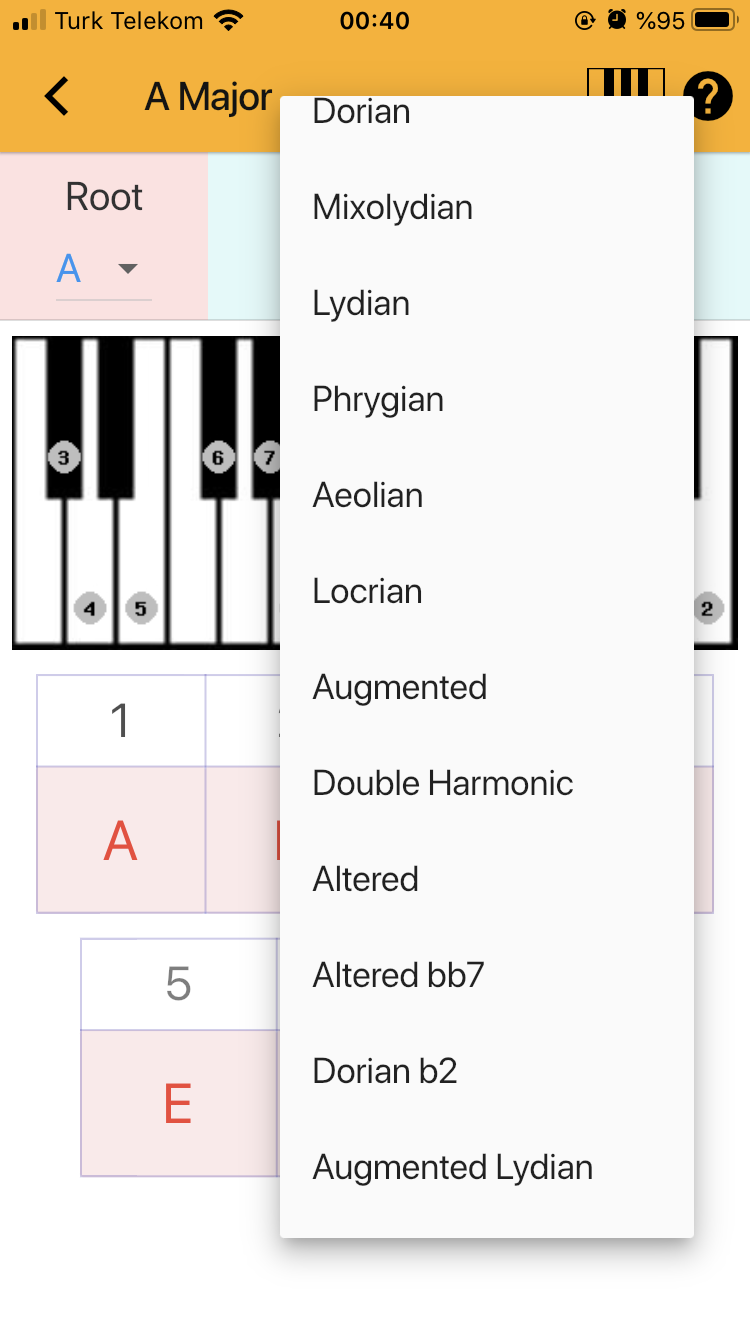 Turk Telekom 00:40 %95
A Major
?
Root
A
Dorian
Mixolydian
Lydian
Phrygian
Aeolian
Locrian
Augmented
Double Harmonic
Altered
Altered bb7
Dorian b2
Augmented Lydian
3 6 7
4 5 2
1
A
5
E